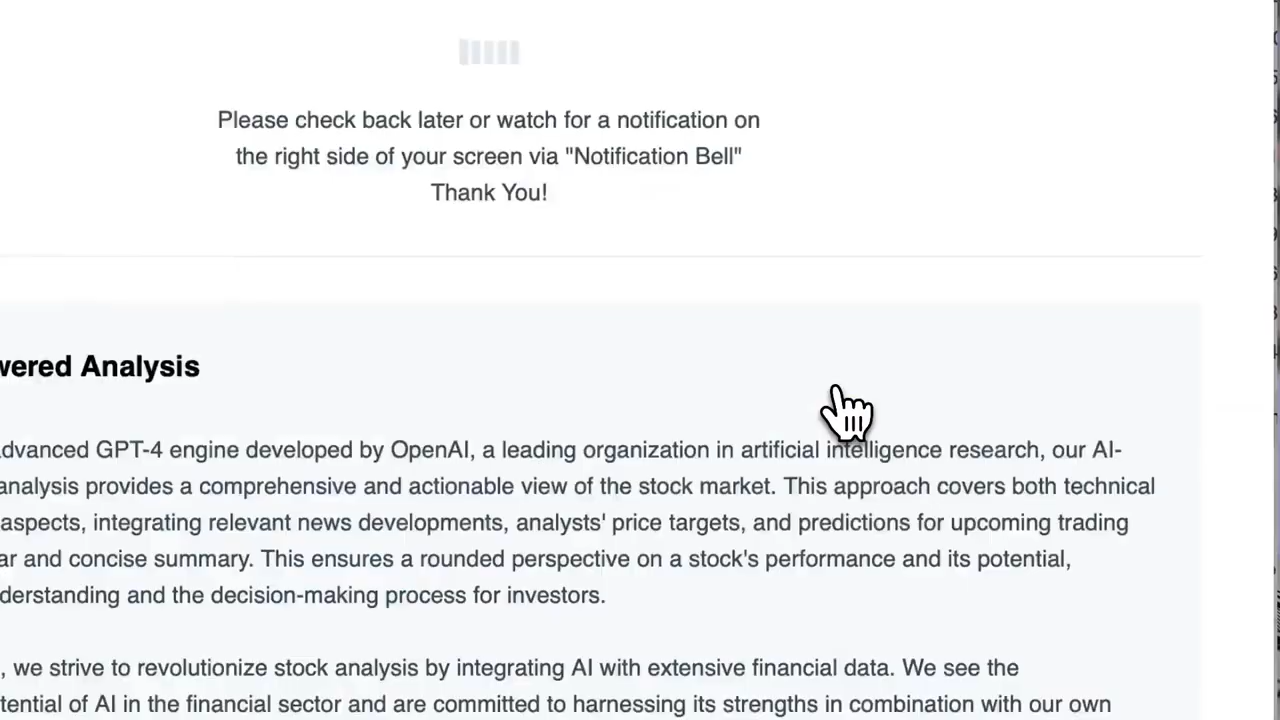 Please check back later or watch for a notification on
the right side of your screen via "Notification Bell"
Thank You!
wered Analysis
dvanced GPT-4 engine developed by OpenAI, a leading organization in artificial intelligence research, our AI-
analysis provides a comprehensive and actionable view of the stock market. This approach covers both technical
aspects, integrating relevant news developments, analysts' price targets, and predictions for upcoming trading
ar and concise summary. This ensures a rounded perspective on a stock's performance and its potential,
derstanding and the decision-making process for investors.
, we strive to revolutionize stock analysis by integrating AI with extensive financial data. We see the
tential of AI in the financial sector and are committed to harnessing its strengths in combination with our own